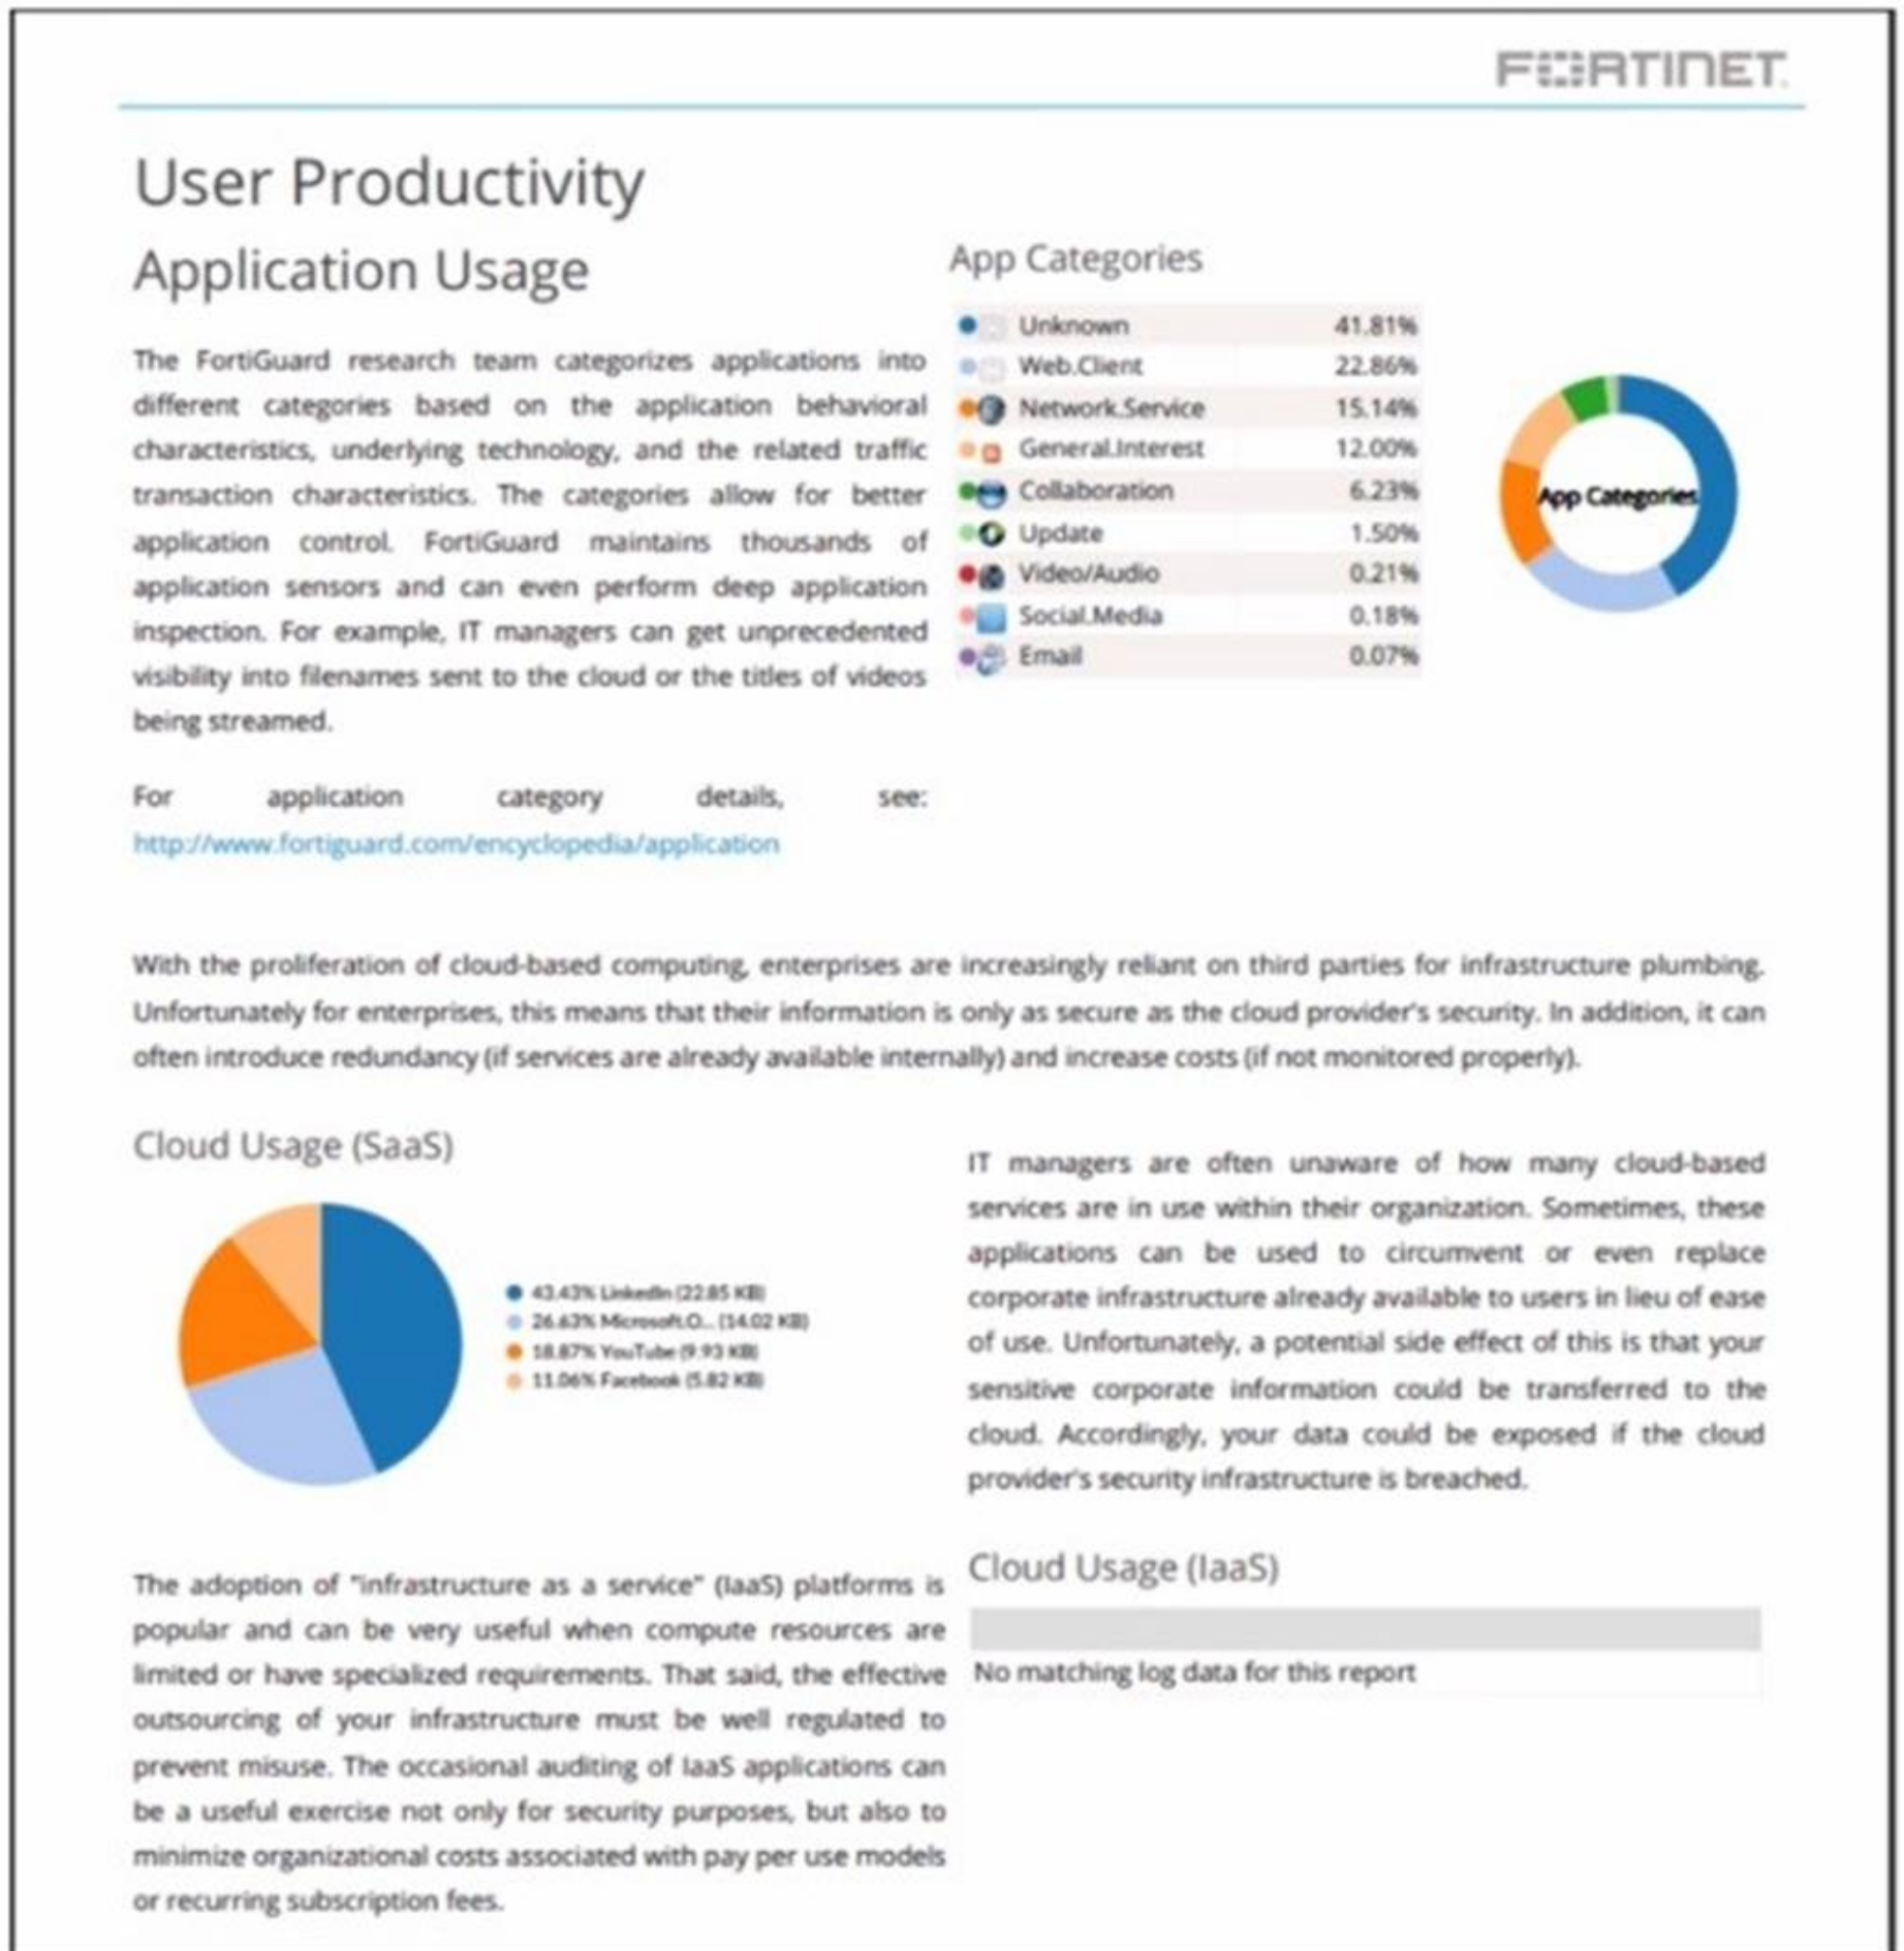 FORTINET
User Productivity
Application Usage
The FortiGuard research team categorizes applications into
different categories based on the application behavioral
characteristics, underlying technology, and the related traffic
transaction characteristics. The categories allow for better
application control. FortiGuard maintains thousands of
application sensors and can even perform deep application
inspection. For example, IT managers can get unprecedented
visibility into filenames sent to the cloud or the titles of videos
being streamed.
For application category details, see:
http://www.fortiguard.com/encyclopedia/application
App Categories
Unknown 41.81%
Web.Client 22.86%
Network.Service 15.14%
General.Interest 12.00%
Collaboration 6.23%
Update 1.50%
Video/Audio 0.21%
Social.Media 0.18%
Email 0.07%
App Categories
With the proliferation of cloud-based computing, enterprises are increasingly reliant on third parties for infrastructure plumbing.
Unfortunately for enterprises, this means that their information is only as secure as the cloud provider's security. In addition, it can
often introduce redundancy (if services are already available internally) and increase costs (if not monitored properly).
Cloud Usage (SaaS)
43.43% LinkedIn (22.85 KB)
26.63% Microsoft.O... (14.02 KB)
18.87% YouTube (9.93 KB)
11.06% Facebook (5.82 KB)
IT managers are often unaware of how many cloud-based
services are in use within their organization. Sometimes, these
applications can be used to circumvent or even replace
corporate infrastructure already available to users in lieu of ease
of use. Unfortunately, a potential side effect of this is that your
sensitive corporate information could be transferred to the
cloud. Accordingly, your data could be exposed if the cloud
provider's security infrastructure is breached.
The adoption of "infrastructure as a service" (IaaS) platforms is
popular and can be very useful when compute resources are
limited or have specialized requirements. That said, the effective
outsourcing of your infrastructure must be well regulated to
prevent misuse. The occasional auditing of IaaS applications can
be a useful exercise not only for security purposes, but also to
minimize organizational costs associated with pay per use models
or recurring subscription fees.
Cloud Usage (IaaS)
No matching log data for this report